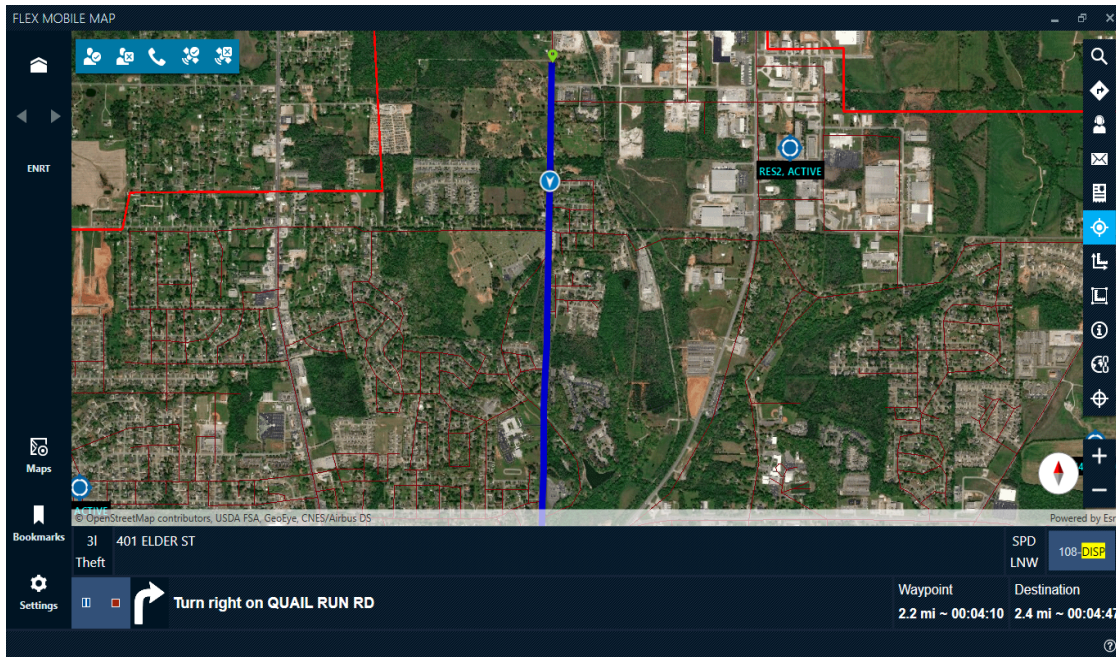 FLEX MOBILE MAP
ENRT
RES2, ACTIVE
Maps
Bookmarks
Settings
ACTIVE
4
© OpenStreetMap contributors, USDA FSA, GeoEye, CNES/Airbus DS
Powered by Esr
3I
Theft
401 ELDER ST
SPD
LNW
108-DISP
Turn right on QUAIL RUN RD
Waypoint
2.2 mi ~ 00:04:10
Destination
2.4 mi ~ 00:04:47